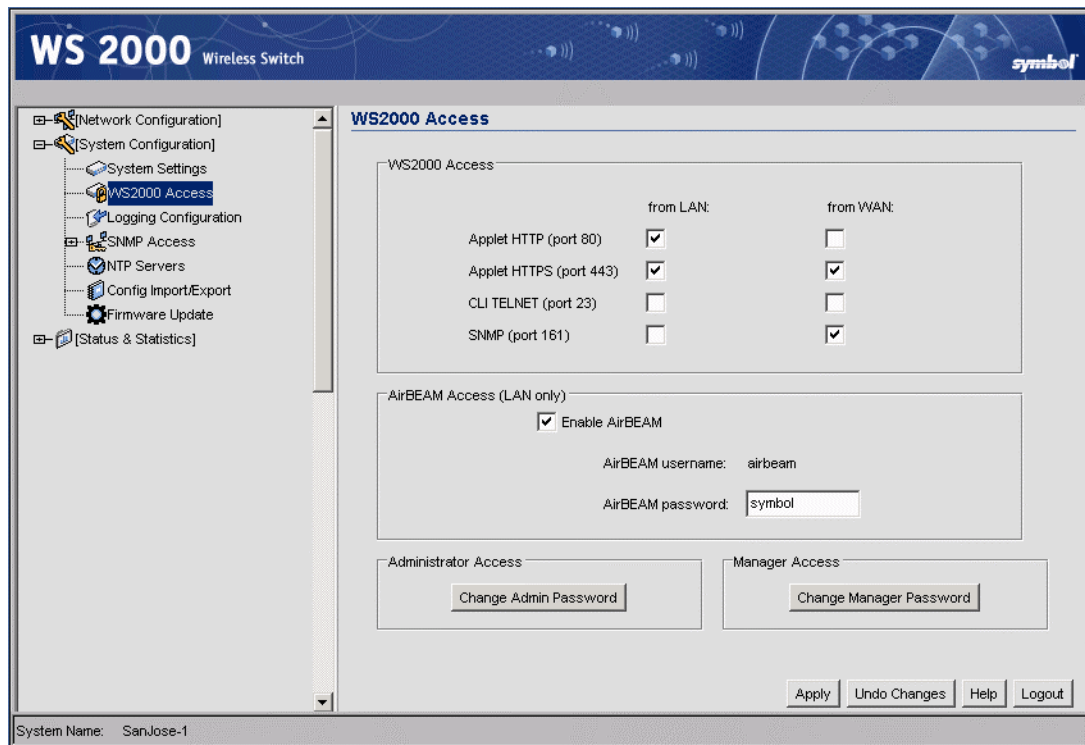 WS 2000 Wireless Switch
symbol
[Network Configuration]
[System Configuration]
System Settings
WS2000 Access
Logging Configuration
SNMP Access
NTP Servers
Config Import/Export
Firmware Update
[Status & Statistics]
WS2000 Access
WS2000 Access
from LAN: from WAN:
Applet HTTP (port 80)
Applet HTTPS (port 443)
CLI TELNET (port 23)
SNMP (port 161)
AirBEAM Access (LAN only)
Enable AirBEAM
AirBEAM username: airbeam
AirBEAM password: symbol
Administrator Access
Change Admin Password
Manager Access
Change Manager Password
Apply Undo Changes Help Logout
System Name: SanJose-1